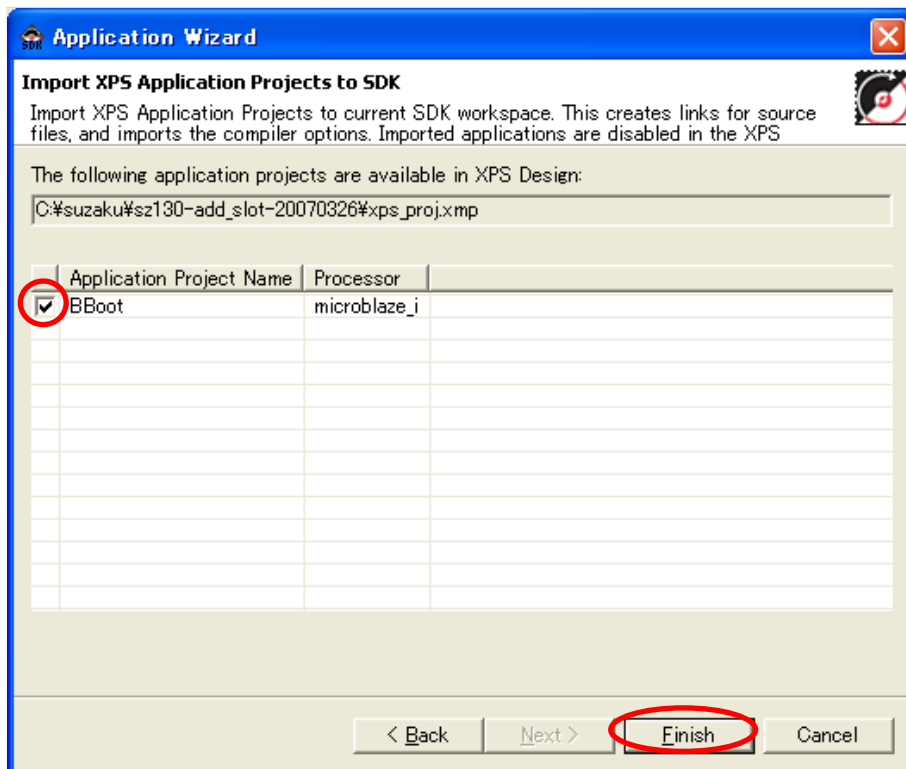 Application Wizard
Import XPS Application Projects to SDK
Import XPS Application Projects to current SDK workspace. This creates links for source
files, and imports the compiler options. Imported applications are disabled in the XPS
The following application projects are available in XPS Design:
C:¥suzaku¥sz130-add_slot-20070326¥xps_proj.xmp
Application Project Name Processor
BBoot microblaze_i
< Back Next > Finish Cancel